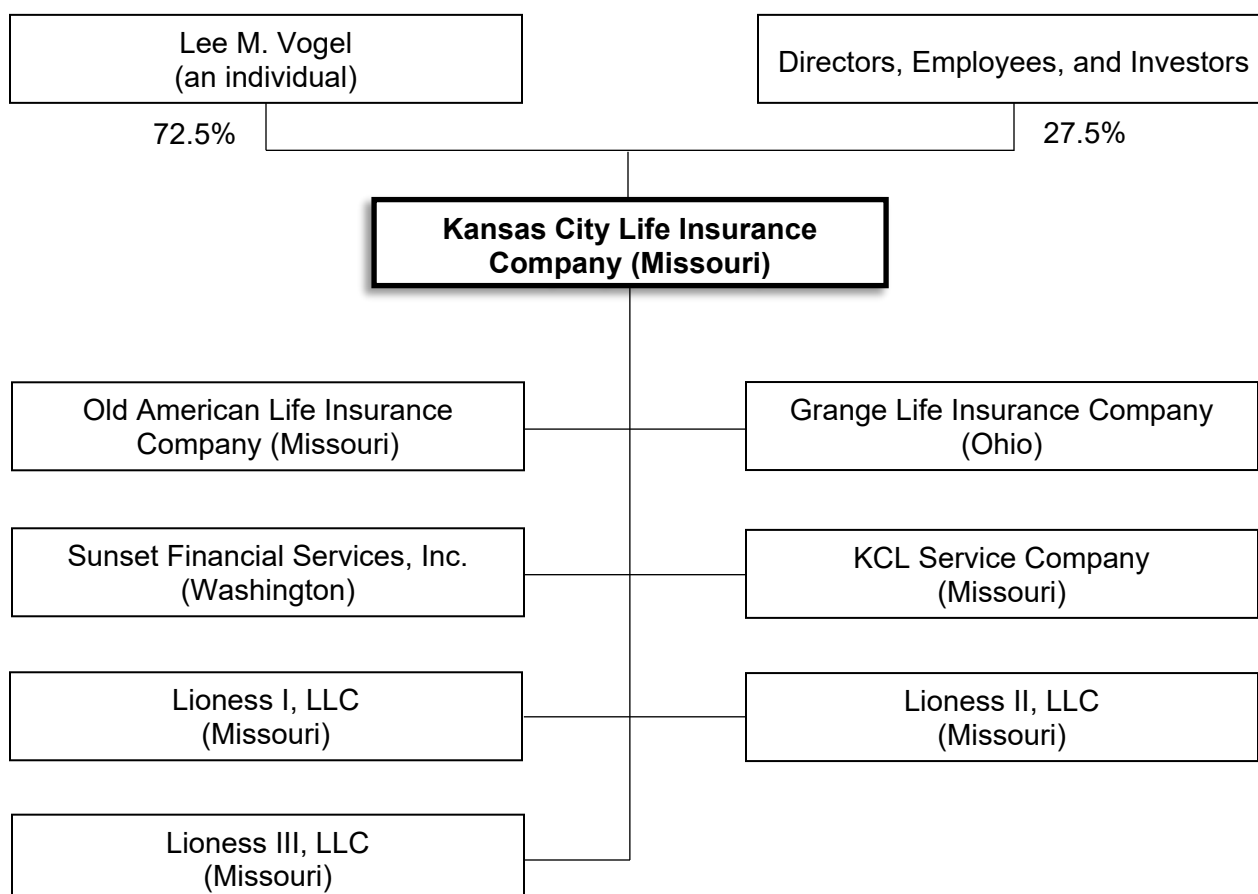 Lee M. Vogel
(an individual)
Directors, Employees, and Investors
72.5%
27.5%
Kansas City Life Insurance
Company (Missouri)
Old American Life Insurance
Company (Missouri)
Grange Life Insurance Company
(Ohio)
Sunset Financial Services, Inc.
(Washington)
KCL Service Company
(Missouri)
Lioness I, LLC
(Missouri)
Lioness II, LLC
(Missouri)
Lioness III, LLC
(Missouri)